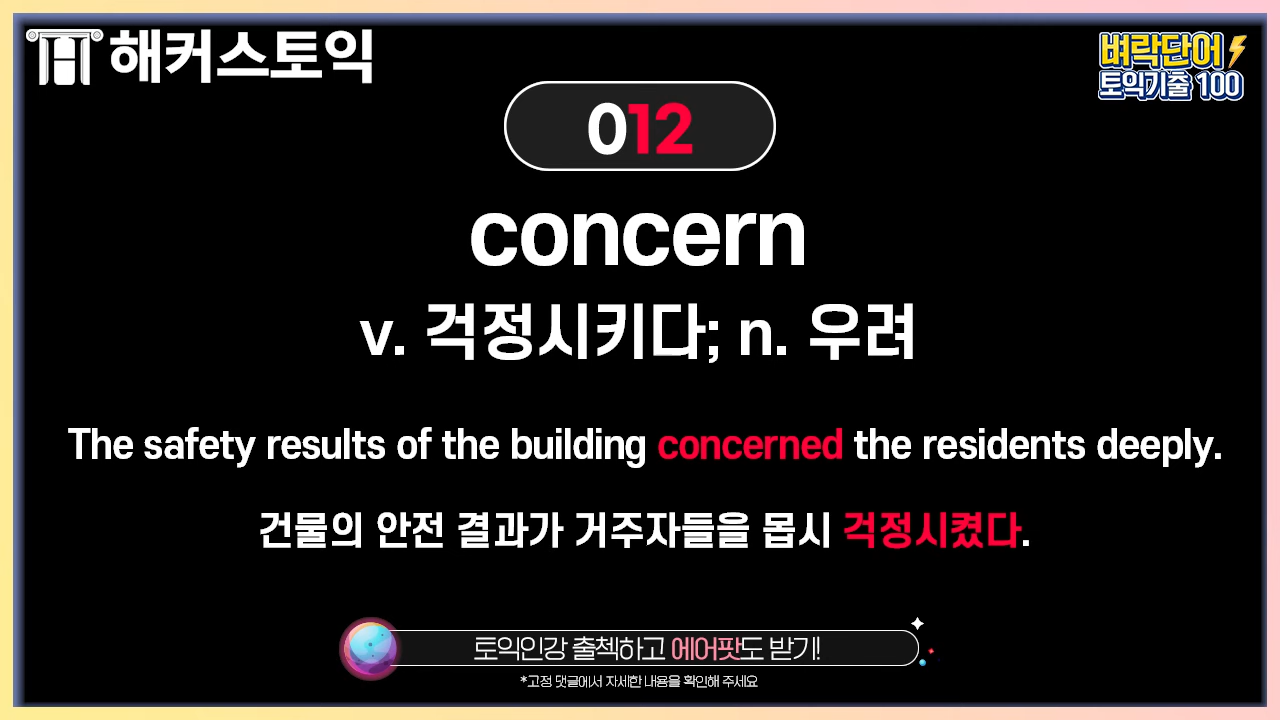 해커스토익
벼락단어
토익기출 100
012
concern
v. 걱정시키다; n. 우려
The safety results of the building concerned the residents deeply.
건물의 안전 결과가 거주자들을 몹시 걱정시켰다.
토익인강 출첵하고 에어팟도 받기!
*고정 댓글에서 자세한 내용을 확인해 주세요